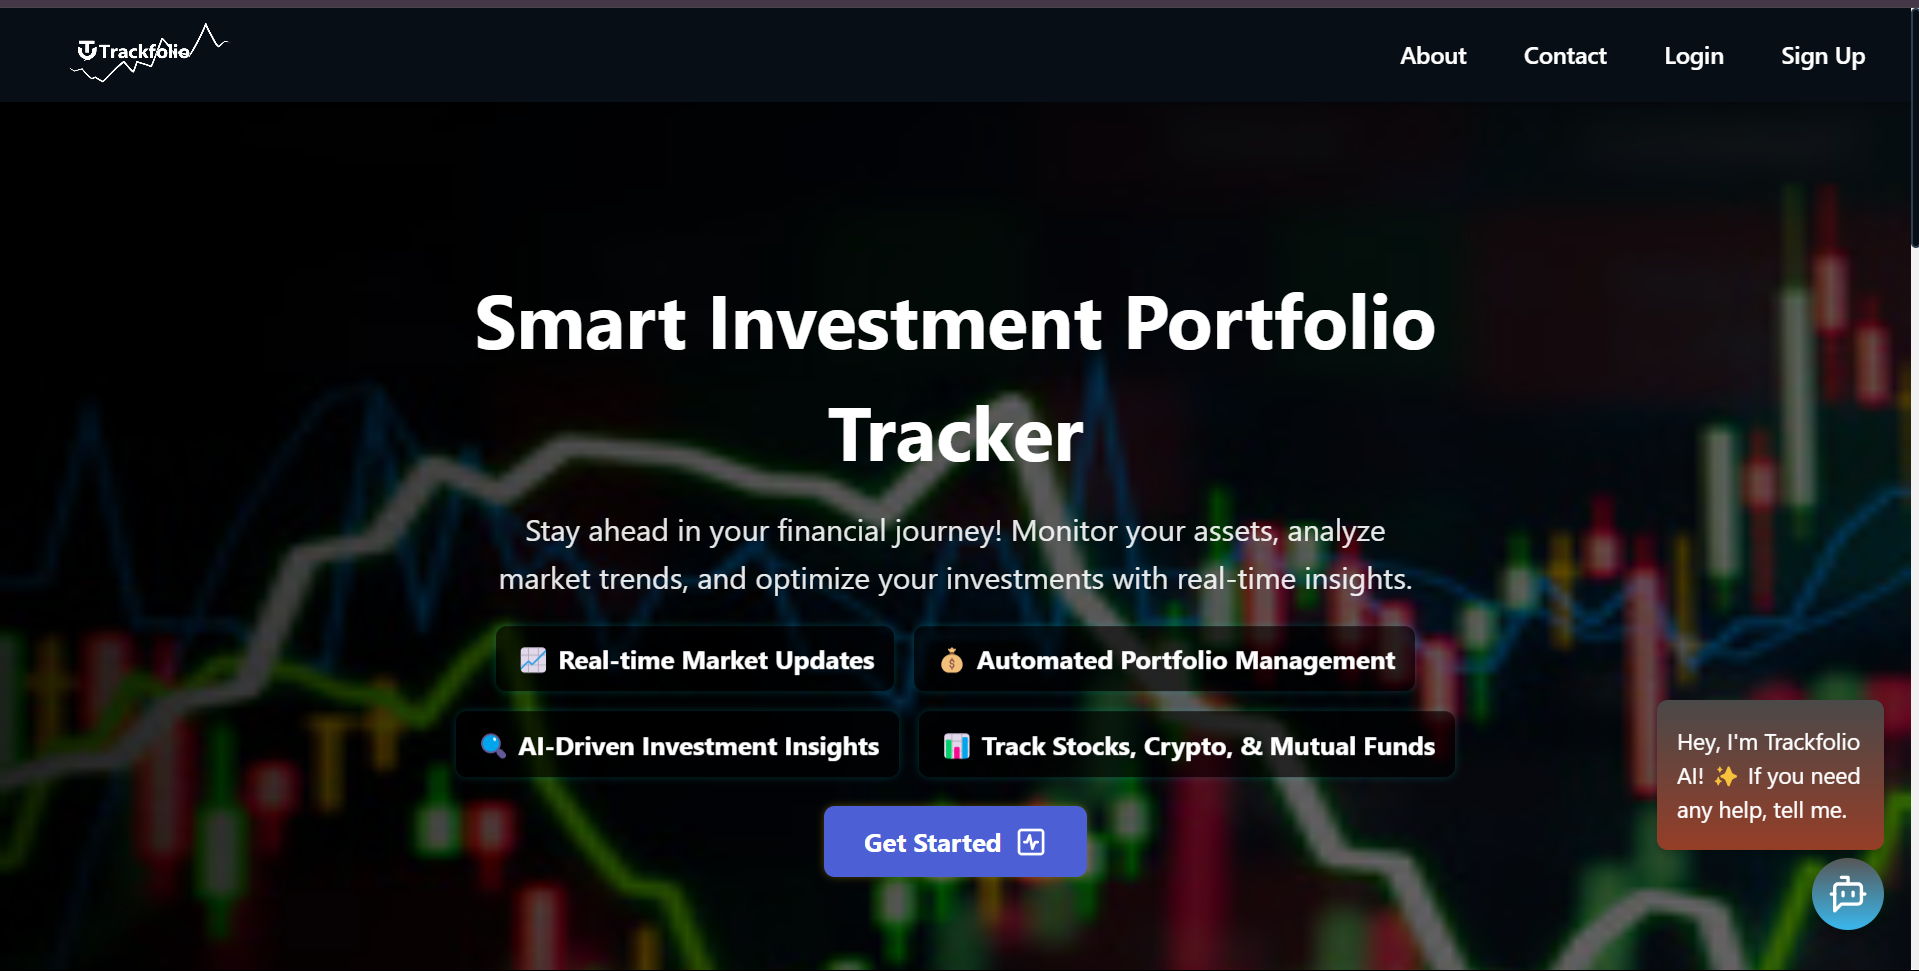 Trackfolio
About Contact Login Sign Up
Smart Investment Portfolio
Tracker
Stay ahead in your financial journey! Monitor your assets, analyze
market trends, and optimize your investments with real-time insights.
📈 Real-time Market Updates 💰 Automated Portfolio Management
🔍 AI-Driven Investment Insights 📊 Track Stocks, Crypto, & Mutual Funds
Get Started
Hey, I'm Trackfolio
AI! ✨ If you need
any help, tell me.